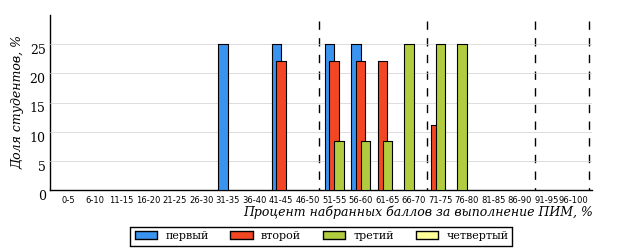 Доля студентов, %
25
20
15
10
5
0
0-5 6-10 11-15 16-20 21-25 26-30 31-35 36-40 41-45 46-50 51-55 56-60 61-65 66-70 71-75 76-80 81-85 86-90 91-95 96-100
Процент набранных баллов за выполнение ПИМ, %
первый второй третий четвертый